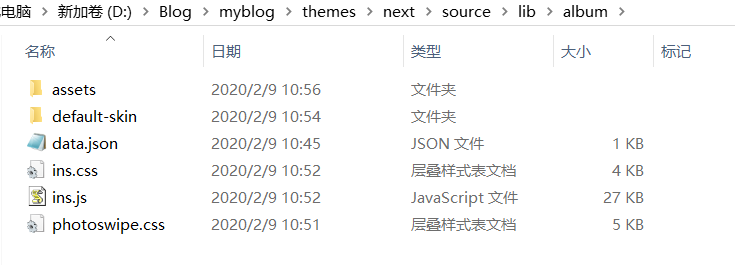 电脑 > 新加卷 (D:) > Blog > myblog > themes > next > source > lib > album >
名称 日期 类型 大小 标记
assets 2020/2/9 10:56 文件夹
default-skin 2020/2/9 10:54 文件夹
data.json 2020/2/9 10:45 JSON 文件 1 KB
ins.css 2020/2/9 10:52 层叠样式表文档 4 KB
ins.js 2020/2/9 10:52 JavaScript 文件 27 KB
photoswipe.css 2020/2/9 10:51 层叠样式表文档 5 KB